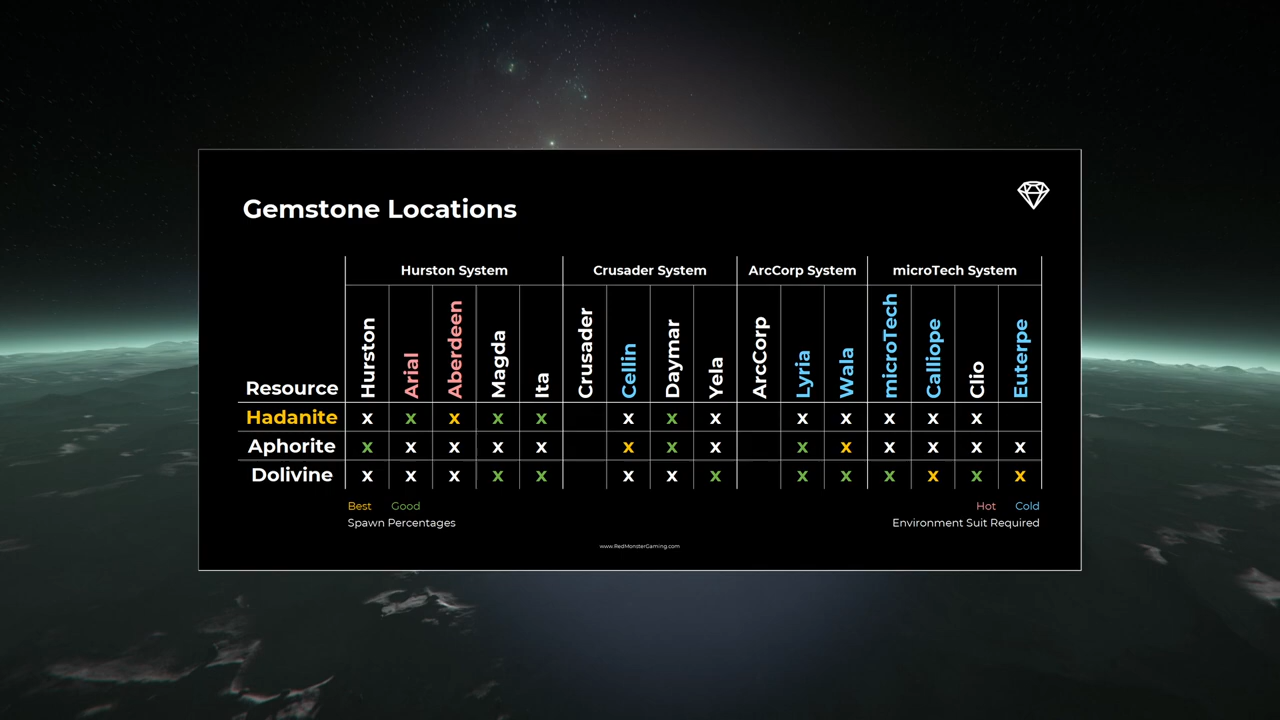 Gemstone Locations
Hurston System Crusader System ArcCorp System microTech System
Resource Hurston Arial Aberdeen Magda Ita Crusader Cellin Daymar Yela ArcCorp Lyria Wala microTech Calliope Clio Euterpe
Hadanite x x x x x x x x x x x x x
Aphorite x x x x x x x x x x x x x x
Dolivine x x x x x x x x x x x x x x
Best Good Hot Cold
Spawn Percentages Environment Suit Required
www.RedMonsterGaming.com